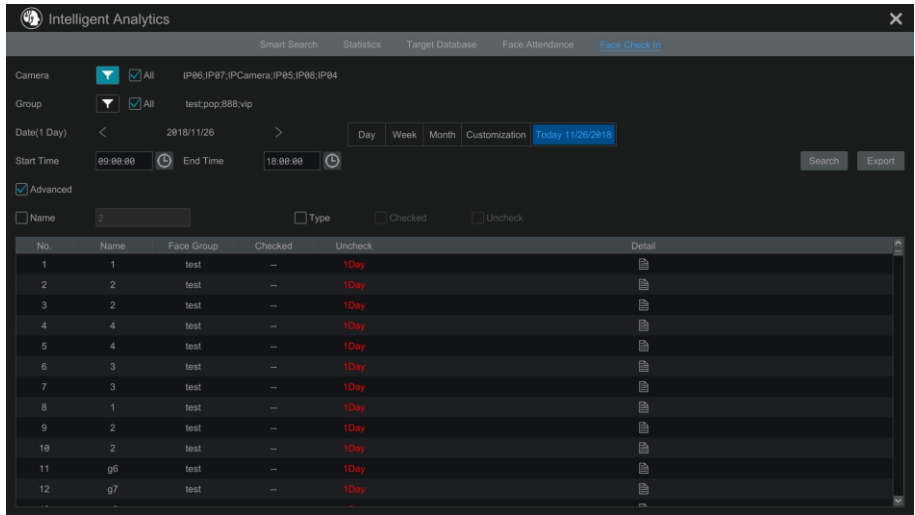 Intelligent Analytics
Smart Search Statistics Target Database Face Attendance Face Check In
Camera All IP06;IP07;IPCamera;IP05;IP08;IP04
Group All test;pop;888;vip
Date(1 Day) < 2018/11/26 > Day Week Month Customization Today 11/26/2018
Start Time 09:00:00 End Time 18:00:00 Search Export
Advanced
Name 2 Type Checked Uncheck
No. Name Face Group Checked Uncheck Detail
1 1 test -- 1Day
2 2 test -- 1Day
3 2 test -- 1Day
4 4 test -- 1Day
5 4 test -- 1Day
6 3 test -- 1Day
7 3 test -- 1Day
8 1 test -- 1Day
9 2 test -- 1Day
10 2 test -- 1Day
11 g6 test -- 1Day
12 g7 test -- 1Day